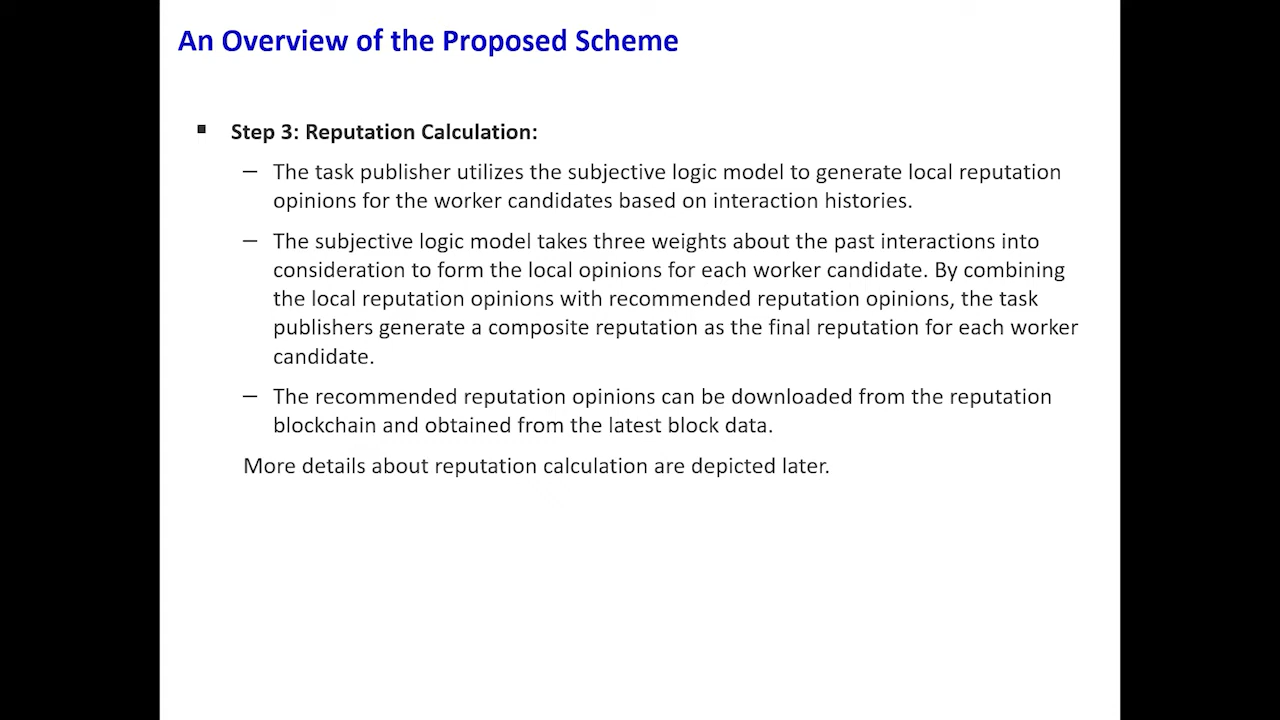 An Overview of the Proposed Scheme
▪ Step 3: Reputation Calculation:
– The task publisher utilizes the subjective logic model to generate local reputation
opinions for the worker candidates based on interaction histories.
– The subjective logic model takes three weights about the past interactions into
consideration to form the local opinions for each worker candidate. By combining
the local reputation opinions with recommended reputation opinions, the task
publishers generate a composite reputation as the final reputation for each worker
candidate.
– The recommended reputation opinions can be downloaded from the reputation
blockchain and obtained from the latest block data.
More details about reputation calculation are depicted later.